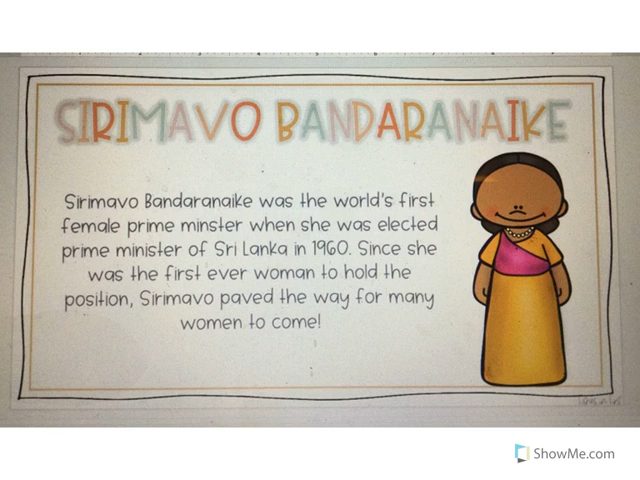 SIRIMAVO BANDARANAIKE
Sirimavo Bandaranaike was the world's first
female prime minster when she was elected
prime minister of Sri Lanka in 1960. Since she
was the first ever woman to hold the
position, Sirimavo paved the way for many
women to come!
ShowMe.com